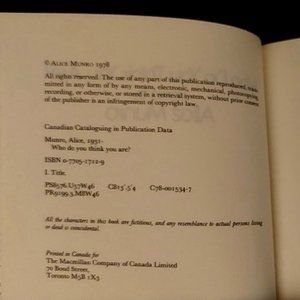 © ALICE MUNRO 1978
All rights reserved. The use of any part of this publication reproduced, trans-
mitted in any form of by any means, electronic, mechanical, photocopying,
recording, or otherwise, or stored in a retrieval system, without prior consent
of the publisher is an infringement of copyright law.
Canadian Cataloguing in Publication Data
Munro, Alice, 1931-
Who do you think you are?
ISBN 0-7705-1712-9
I. Title.
PS8576.U57W46 C813'.5'4 C78-001534-7
PR9199.3.M8W46
All the characters in this book are fictitious, and any resemblance to actual persons living
or dead is coincidental.
Printed in Canada for
The Macmillan Company of Canada Limited
70 Bond Street,
Toronto M5B 1X3